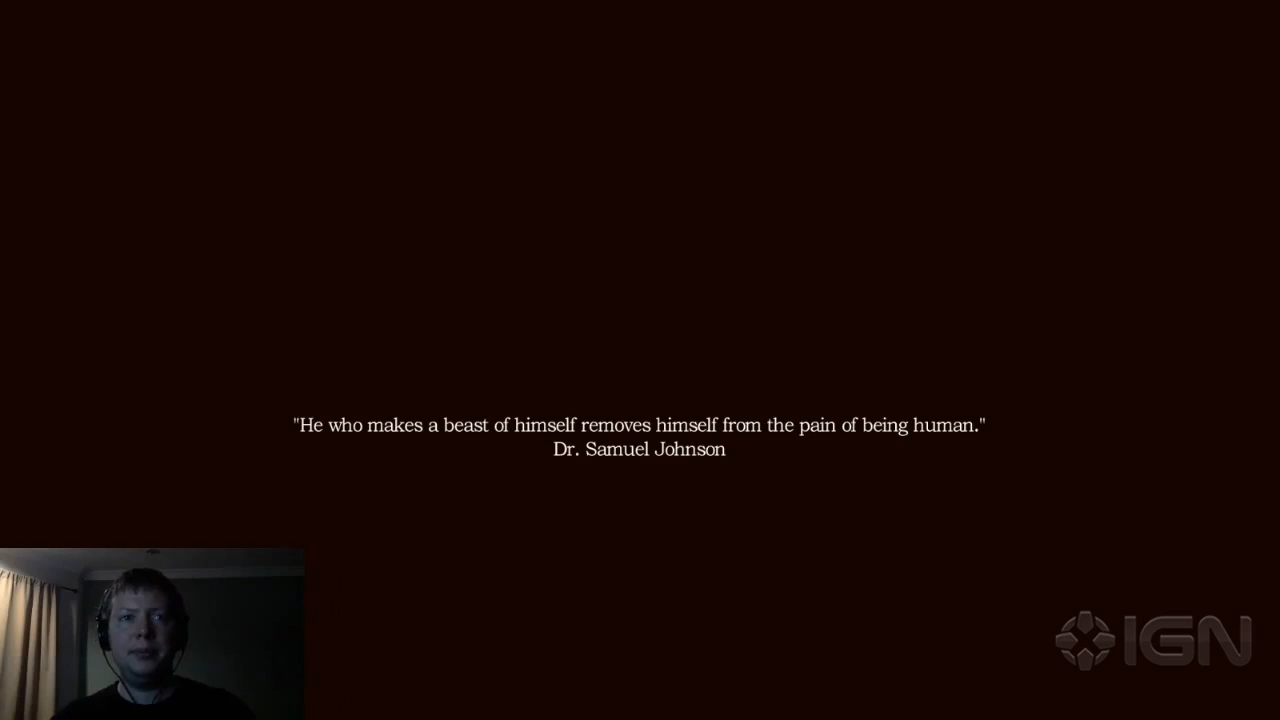 "He who makes a beast of himself removes himself from the pain of being human."
Dr. Samuel Johnson
IGN